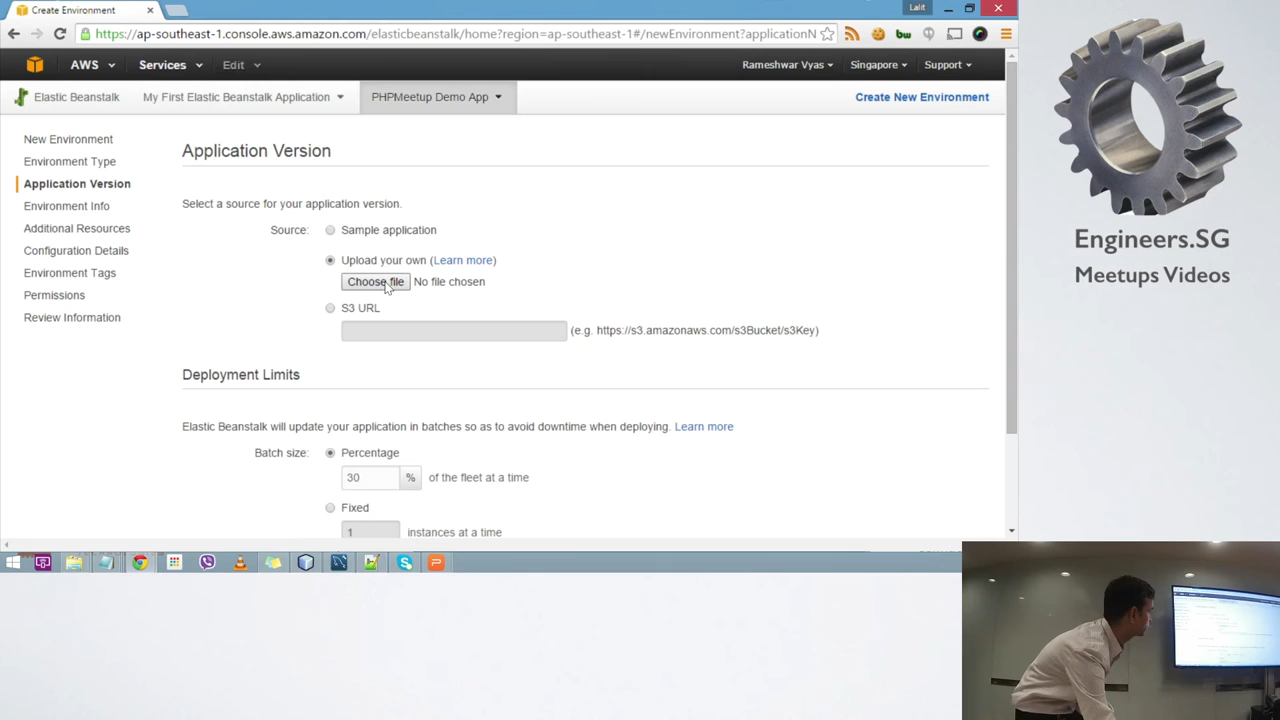 Create Environment
Lalit
https://ap-southeast-1.console.aws.amazon.com/elasticbeanstalk/home?region=ap-southeast-1#/newEnvironment?applicationN
bw
AWS Services Edit Rameshwar Vyas Singapore Support
Elastic Beanstalk My First Elastic Beanstalk Application PHPMeetup Demo App Create New Environment
New Environment
Environment Type
Application Version
Environment Info
Additional Resources
Configuration Details
Environment Tags
Permissions
Review Information
Application Version
Select a source for your application version.
Source: Sample application
Upload your own (Learn more)
Choose file No file chosen
S3 URL
(e.g. https://s3.amazonaws.com/s3Bucket/s3Key)
Deployment Limits
Elastic Beanstalk will update your application in batches so as to avoid downtime when deploying. Learn more
Batch size: Percentage
30 % of the fleet at a time
Fixed
1 instances at a time
Engineers.SG
Meetups Videos